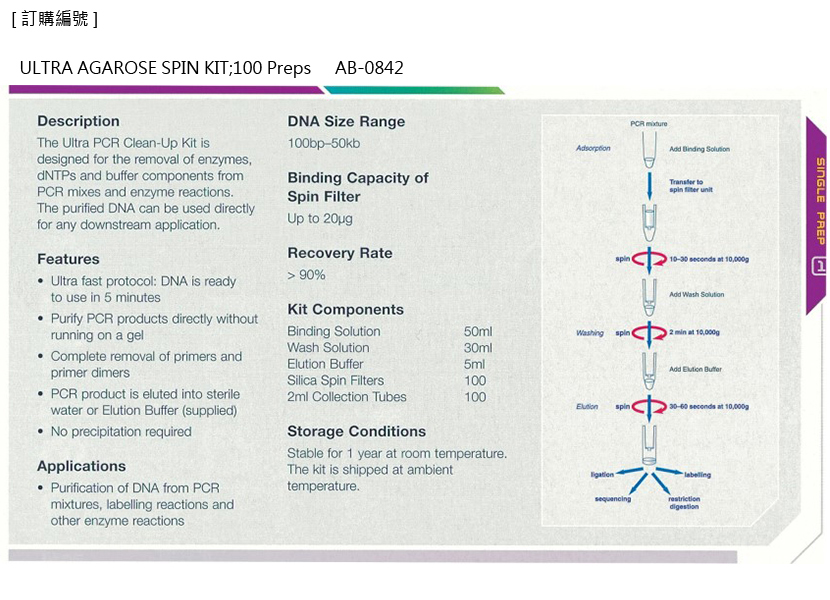 [ 訂購編號 ]
ULTRA AGAROSE SPIN KIT;100 Preps AB-0842
Description
The Ultra PCR Clean-Up Kit is
designed for the removal of enzymes,
dNTPs and buffer components from
PCR mixes and enzyme reactions.
The purified DNA can be used directly
for any downstream application.
Features
• Ultra fast protocol: DNA is ready
to use in 5 minutes
• Purify PCR products directly without
running on a gel
• Complete removal of primers and
primer dimers
• PCR product is eluted into sterile
water or Elution Buffer (supplied)
• No precipitation required
Applications
• Purification of DNA from PCR
mixtures, labelling reactions and
other enzyme reactions
DNA Size Range
100bp–50kb
Binding Capacity of
Spin Filter
Up to 20µg
Recovery Rate
> 90%
Kit Components
Binding Solution 50ml
Wash Solution 30ml
Elution Buffer 5ml
Silica Spin Filters 100
2ml Collection Tubes 100
Storage Conditions
Stable for 1 year at room temperature.
The kit is shipped at ambient
temperature.
PCR mixture
Adsorption Add Binding Solution
Transfer to
spin filter unit
spin 10–30 seconds at 10,000g
Add Wash Solution
Washing spin 2 min at 10,000g
Add Elution Buffer
Elution spin 30–60 seconds at 10,000g
ligation labelling
sequencing restriction
digestion
SINGLE PREP 1